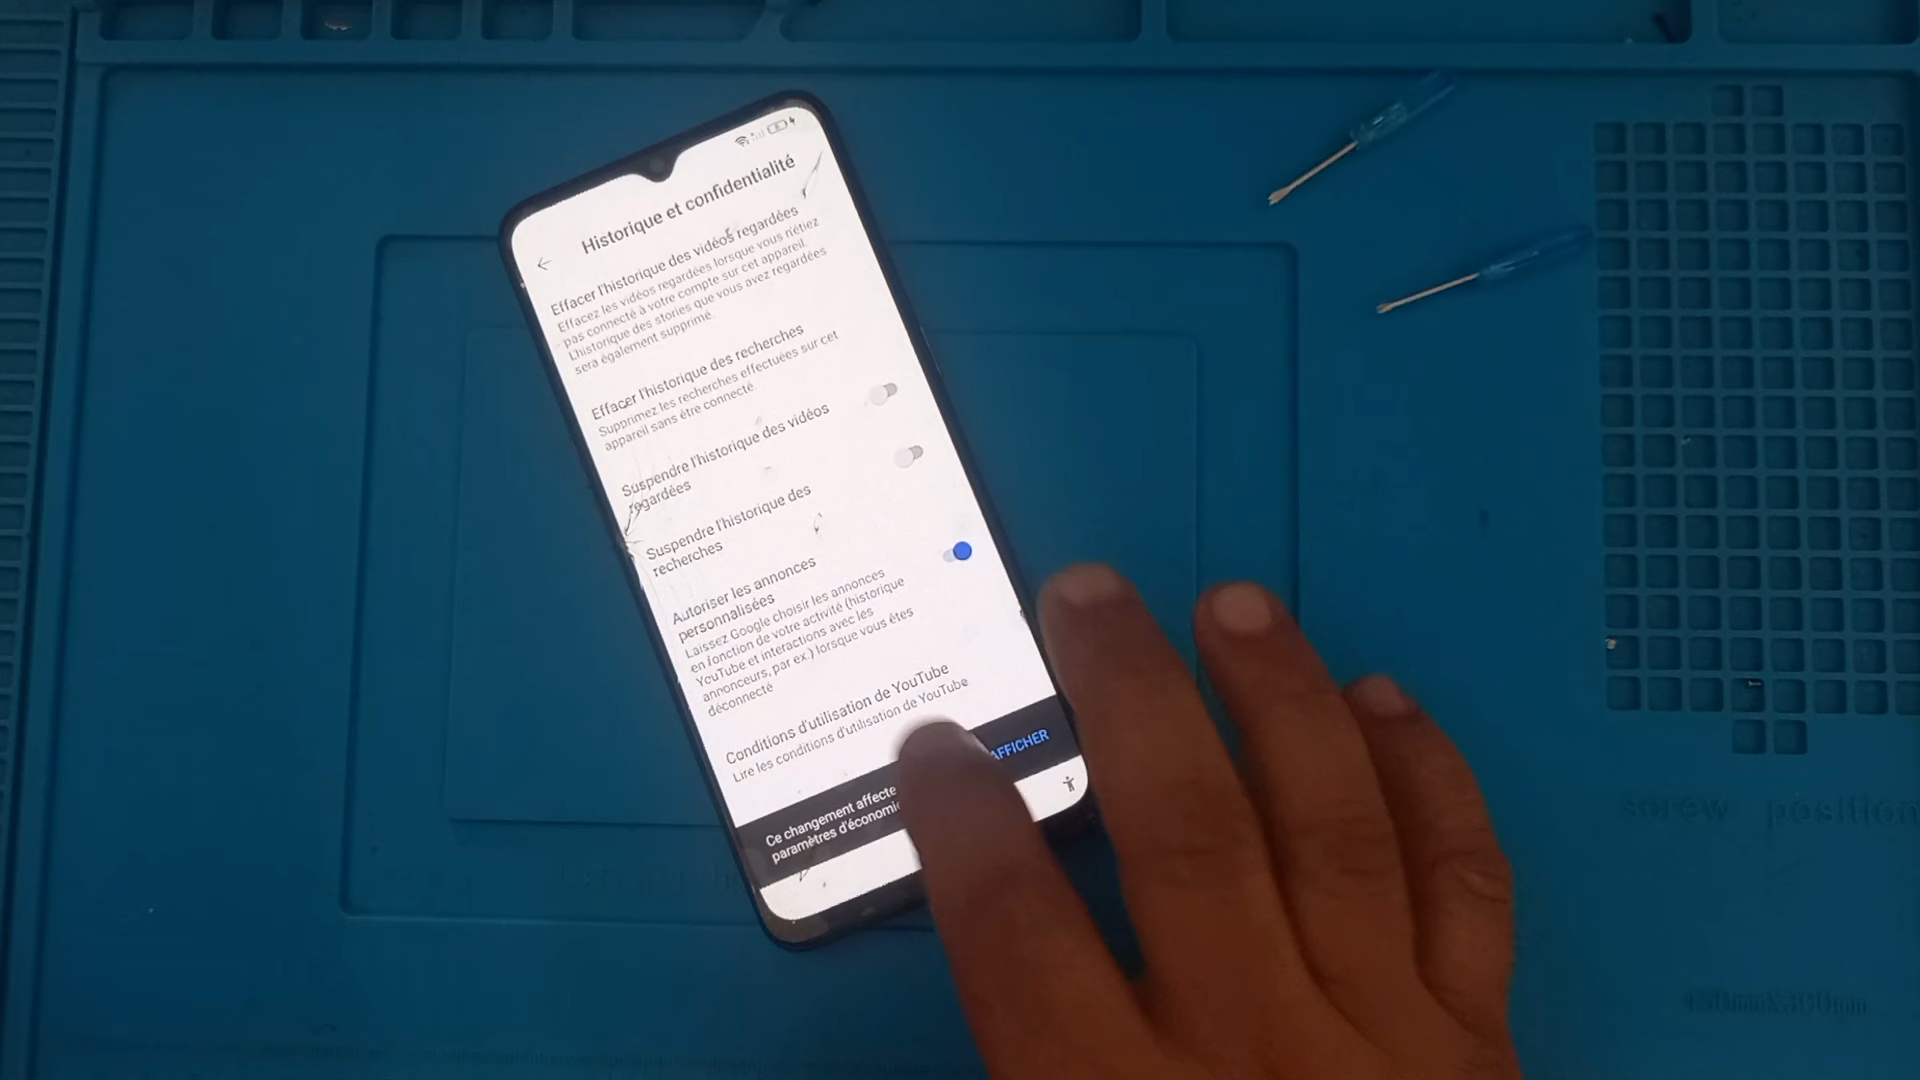 Historique et confidentialité
Effacer l'historique des vidéos regardées
Effacez les vidéos regardées lorsque vous n'étiez
pas connecté à votre compte sur cet appareil.
L'historique des stories que vous avez regardées
sera également supprimé.
Effacer l'historique des recherches
Supprimez les recherches effectuées sur cet
appareil sans être connecté.
Suspendre l'historique des vidéos
regardées
Suspendre l'historique des
recherches
Autoriser les annonces
personnalisées
Laissez Google choisir les annonces
en fonction de votre activité (historique
YouTube et interactions avec les
annonceurs, par ex.) lorsque vous êtes
déconnecté
Conditions d'utilisation de YouTube
Lire les conditions d'utilisation de YouTube
Ce changement affecte
paramètres
AFFICHER
screw position